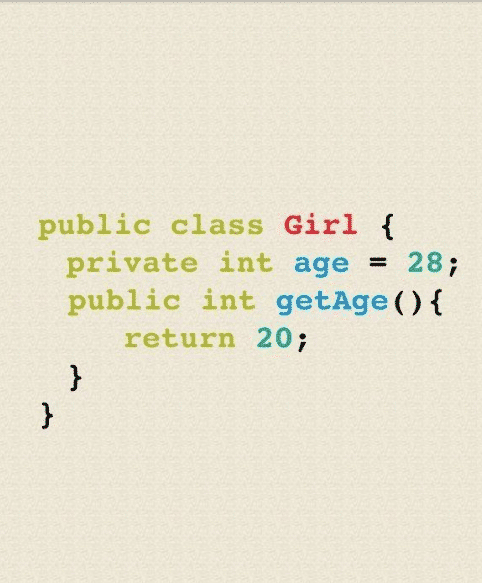 public class Girl {
private int age = 28;
public int getAge(){
return 20;
}
}